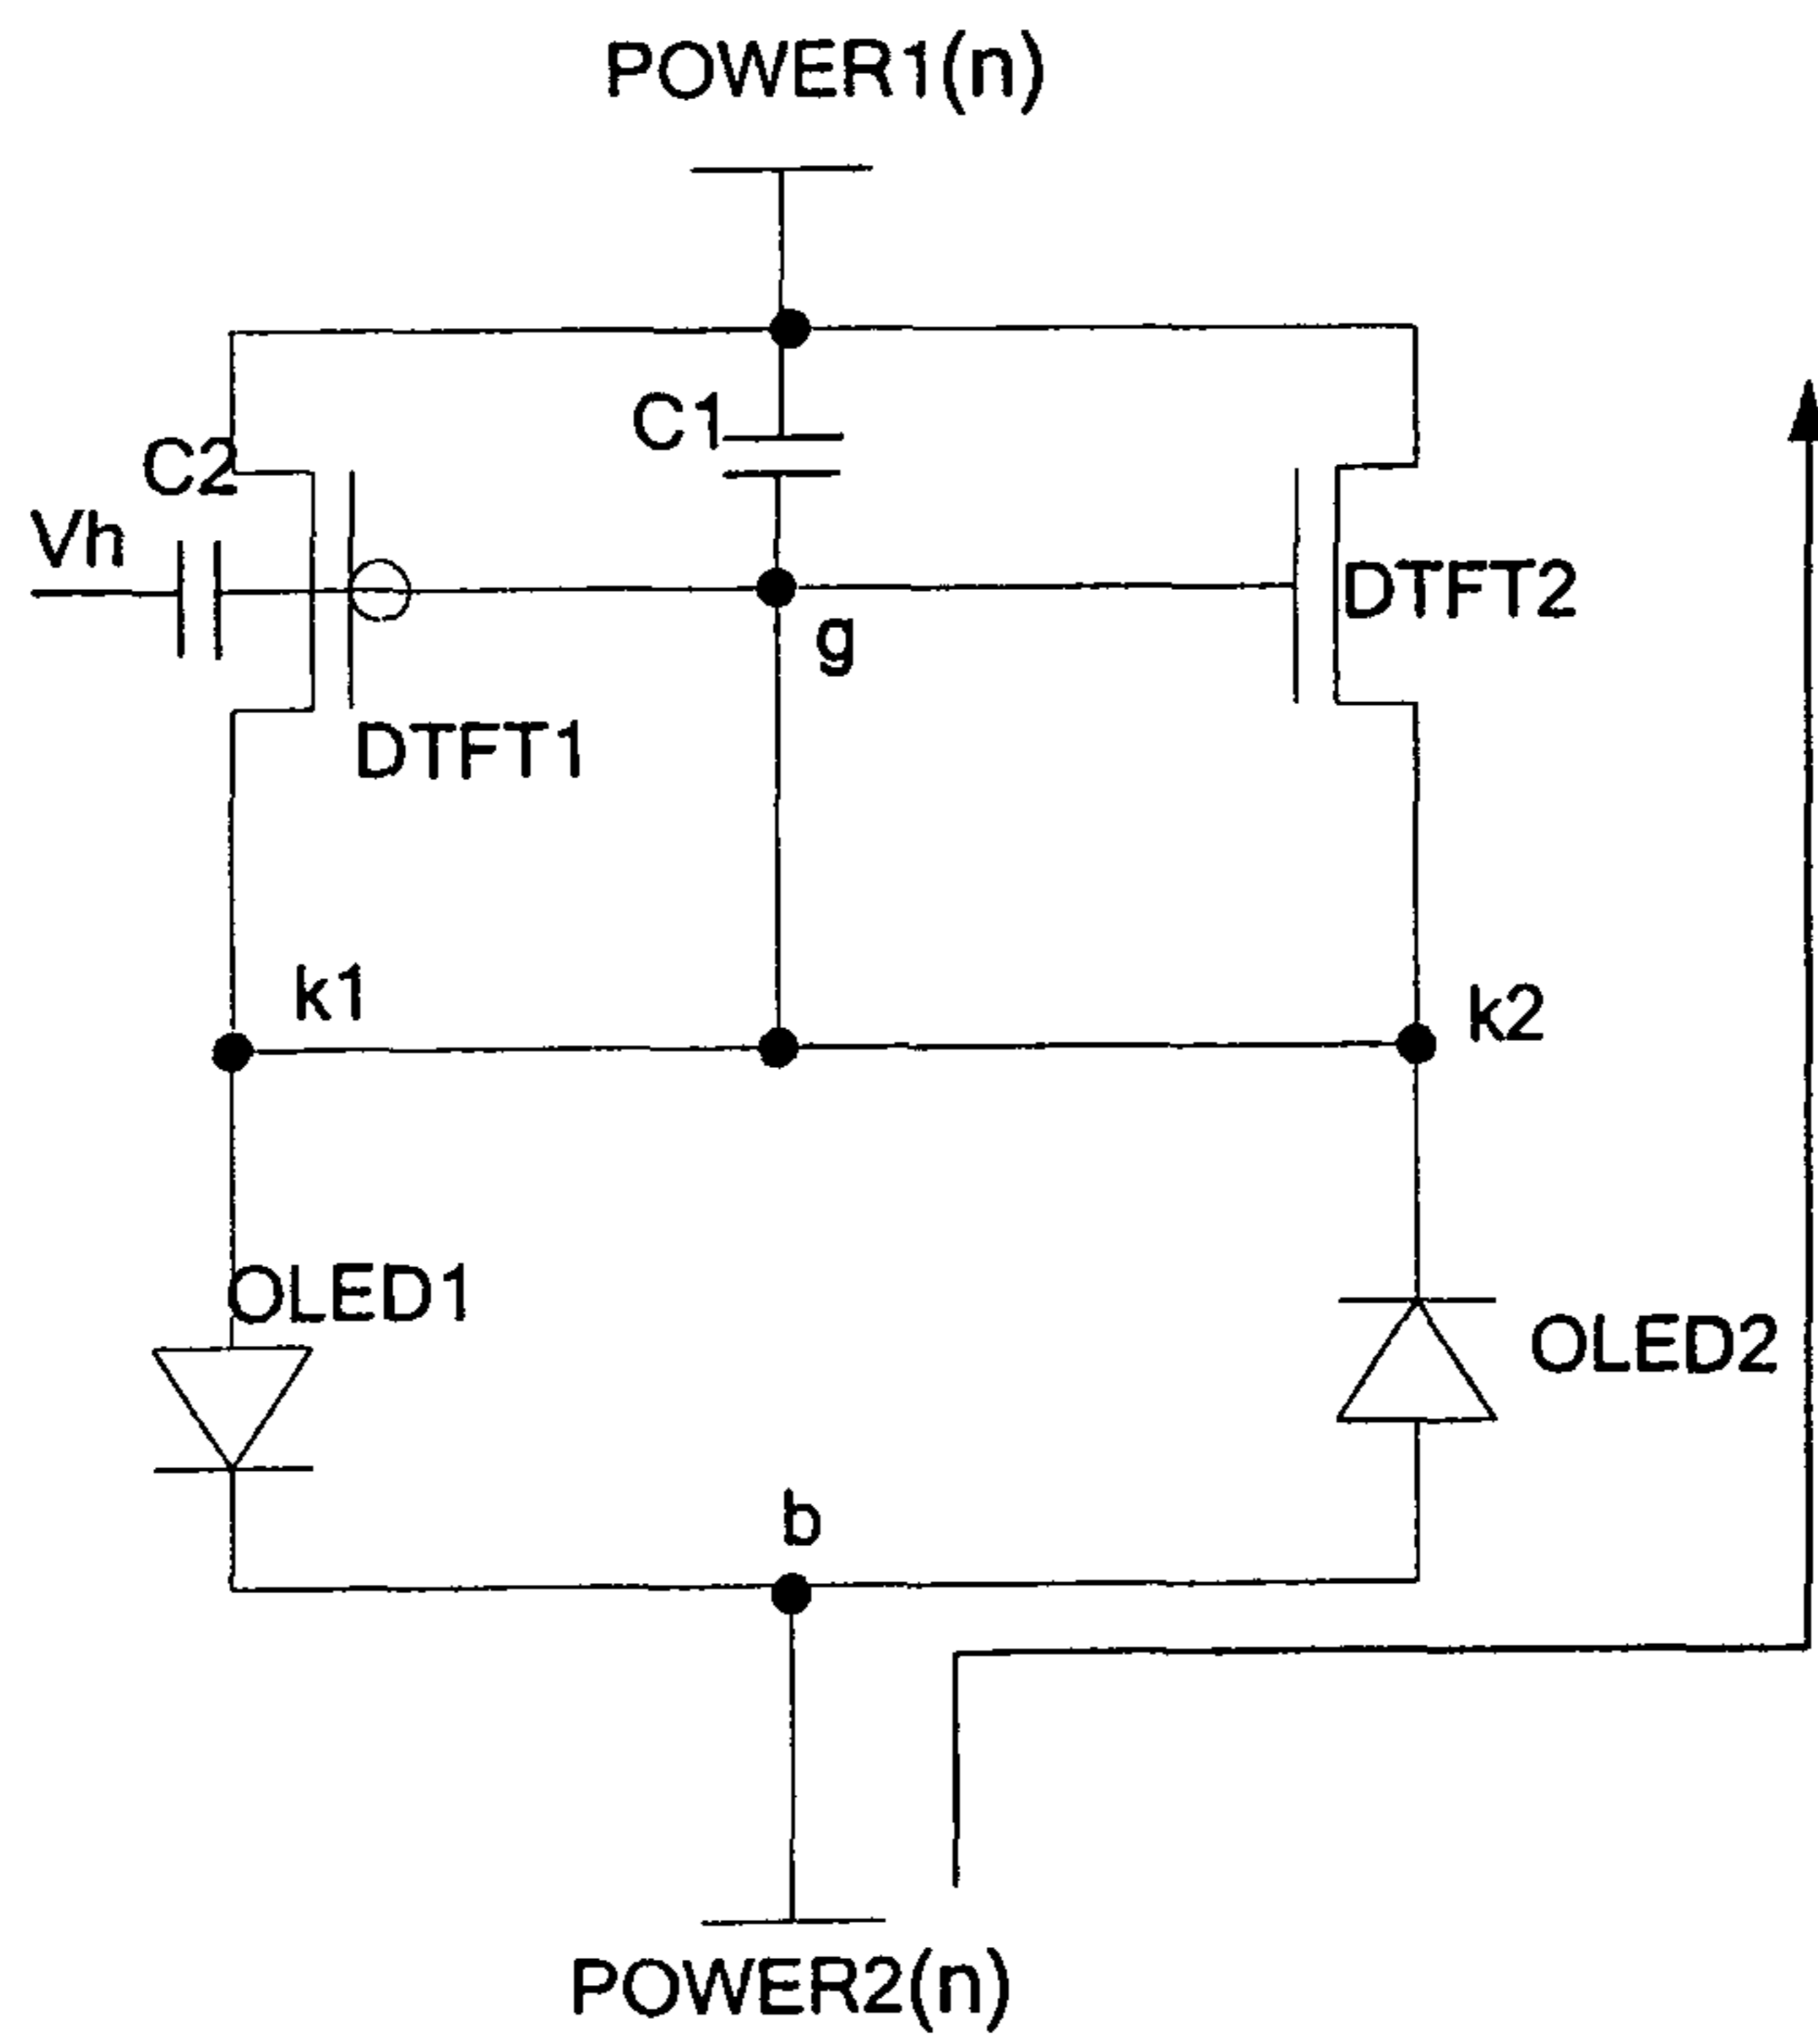 POWER1(n)
C1
C2
Vh
DTFT2
g
DTFT1
k1
k2
OLED1
OLED2
b
POWER2(n)